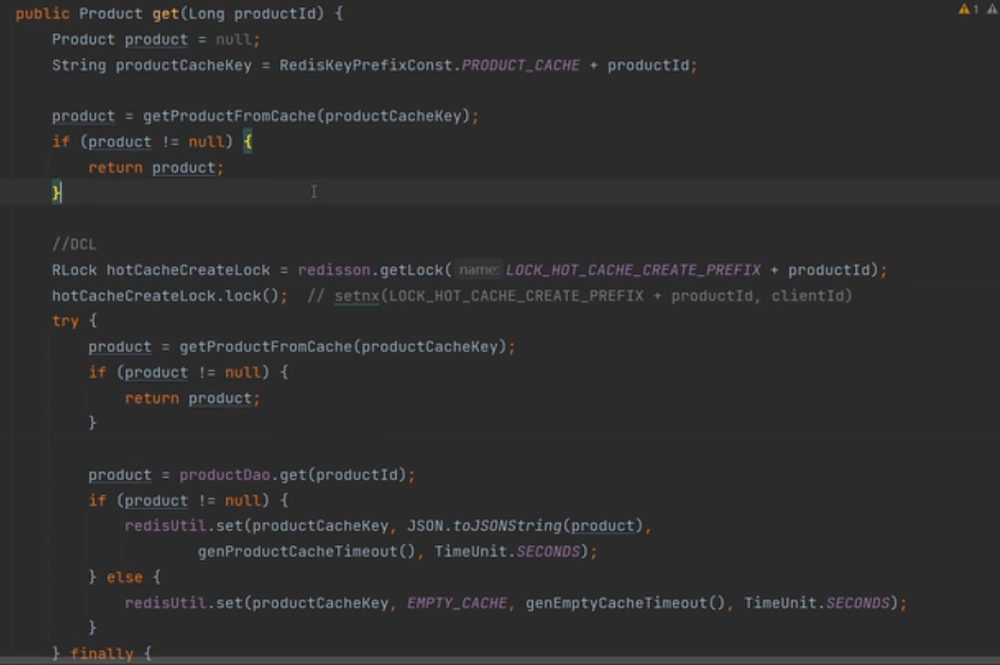 public Product get(Long productId) {
⚠1 ⚠
    Product product = null;
    String productCacheKey = RedisKeyPrefixConst.PRODUCT_CACHE + productId;

    product = getProductFromCache(productCacheKey);
    if (product != null) {
        return product;
    }

    //DCL
    RLock hotCacheCreateLock = redisson.getLock( name: LOCK_HOT_CACHE_CREATE_PREFIX + productId);
    hotCacheCreateLock.lock();  // setnx(LOCK_HOT_CACHE_CREATE_PREFIX + productId, clientId)
    try {
        product = getProductFromCache(productCacheKey);
        if (product != null) {
            return product;
        }

        product = productDao.get(productId);
        if (product != null) {
            redisUtil.set(productCacheKey, JSON.toJSONString(product),
                    genProductCacheTimeout(), TimeUnit.SECONDS);
        } else {
            redisUtil.set(productCacheKey, EMPTY_CACHE, genEmptyCacheTimeout(), TimeUnit.SECONDS);
        }
    } finally {